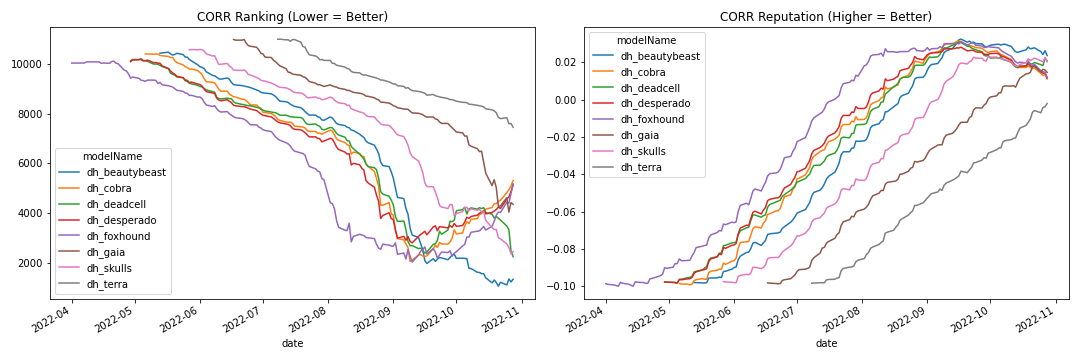 CORR Ranking (Lower = Better)
10000
8000
6000
4000
2000
modelName
dh_beautybeast
dh_cobra
dh_deadcell
dh_desperado
dh_foxhound
dh_gaia
dh_skulls
dh_terra
2022-04
2022-05
2022-06
2022-07
2022-08
2022-09
2022-10
2022-11
date
CORR Reputation (Higher = Better)
modelName
dh_beautybeast
dh_cobra
dh_deadcell
dh_desperado
dh_foxhound
dh_gaia
dh_skulls
dh_terra
0.02
0.00
−0.02
−0.04
−0.06
−0.08
−0.10
2022-04
2022-05
2022-06
2022-07
2022-08
2022-09
2022-10
2022-11
date